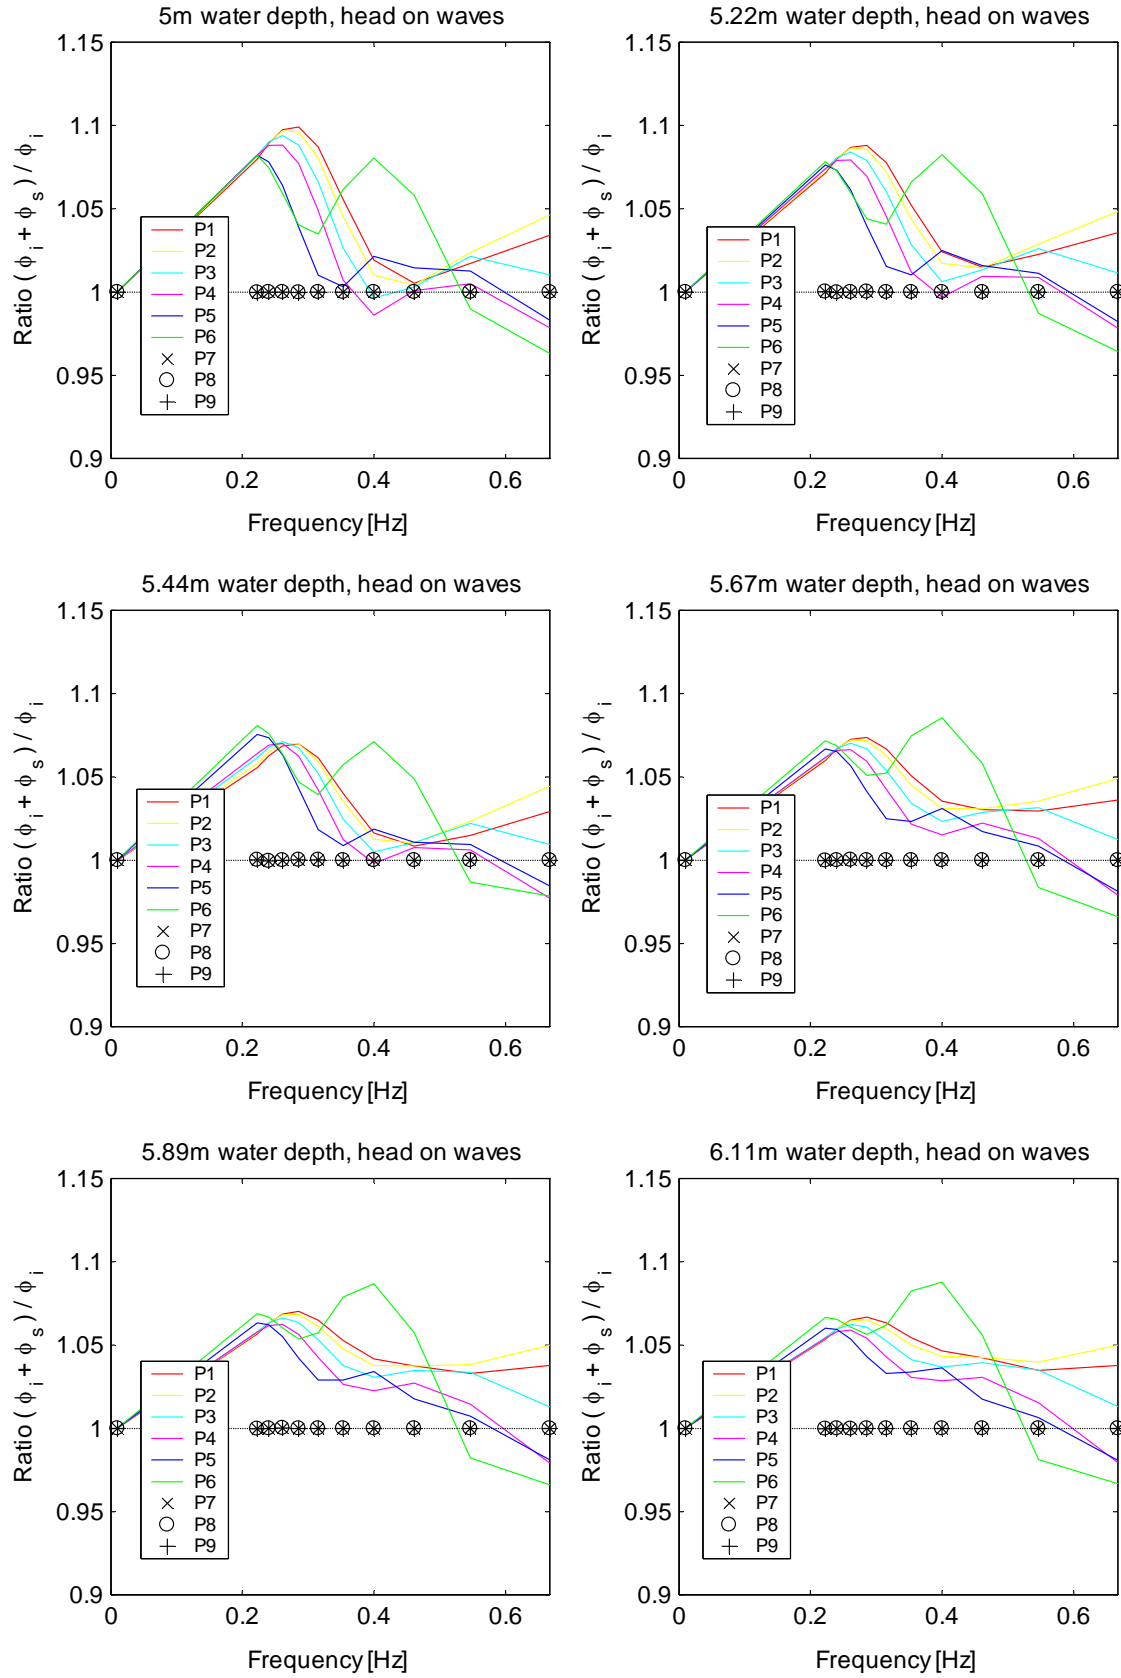 5m water depth, head on waves
1.15
1.1
1.05
1
0.95
0.9
Ratio ( ϕi + ϕs ) / ϕi
P1
P2
P3
P4
P5
P6
P7
P8
P9
0 0.2 0.4 0.6
Frequency [Hz]
5.22m water depth, head on waves
1.15
1.1
1.05
1
0.95
0.9
Ratio ( ϕi + ϕs ) / ϕi
P1
P2
P3
P4
P5
P6
P7
P8
P9
0 0.2 0.4 0.6
Frequency [Hz]
5.44m water depth, head on waves
1.15
1.1
1.05
1
0.95
0.9
Ratio ( ϕi + ϕs ) / ϕi
P1
P2
P3
P4
P5
P6
P7
P8
P9
0 0.2 0.4 0.6
Frequency [Hz]
5.67m water depth, head on waves
1.15
1.1
1.05
1
0.95
0.9
Ratio ( ϕi + ϕs ) / ϕi
P1
P2
P3
P4
P5
P6
P7
P8
P9
0 0.2 0.4 0.6
Frequency [Hz]
5.89m water depth, head on waves
1.15
1.1
1.05
1
0.95
0.9
Ratio ( ϕi + ϕs ) / ϕi
P1
P2
P3
P4
P5
P6
P7
P8
P9
0 0.2 0.4 0.6
Frequency [Hz]
6.11m water depth, head on waves
1.15
1.1
1.05
1
0.95
0.9
Ratio ( ϕi + ϕs ) / ϕi
P1
P2
P3
P4
P5
P6
P7
P8
P9
0 0.2 0.4 0.6
Frequency [Hz]